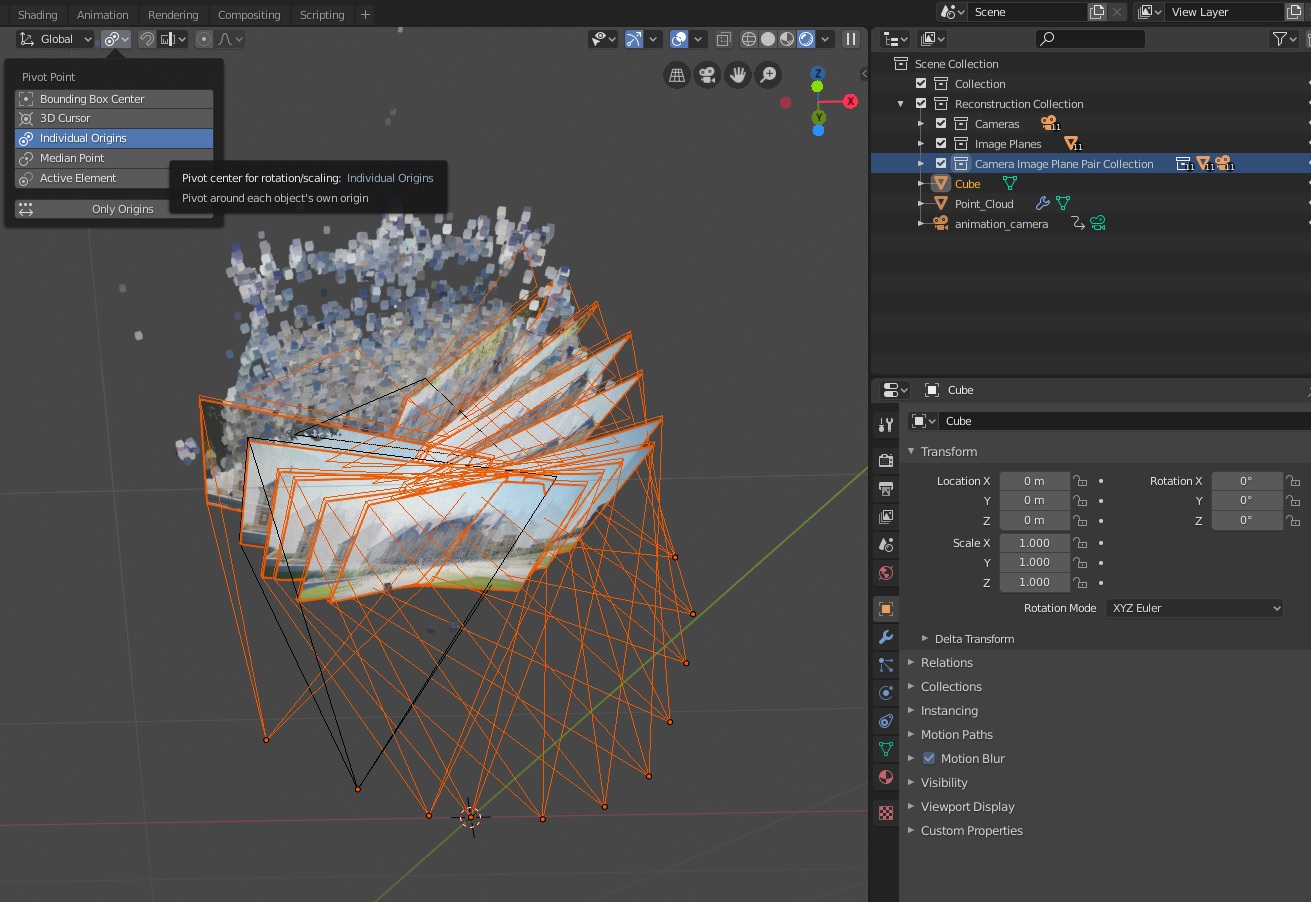 Shading Animation Rendering Compositing Scripting +
Scene
View Layer
Global
Pivot Point
Bounding Box Center
3D Cursor
Individual Origins
Median Point
Active Element
Only Origins
Pivot center for rotation/scaling: Individual Origins
Pivot around each object's own origin
Z
X
Y
Scene Collection
Collection
Reconstruction Collection
Cameras 11
Image Planes 11
Camera Image Plane Pair Collection 11 11 11
Cube
Point_Cloud
animation_camera
Cube
Cube
Transform
Location X 0 m Rotation X 0°
Y 0 m Y 0°
Z 0 m Z 0°
Scale X 1.000
Y 1.000
Z 1.000
Rotation Mode XYZ Euler
Delta Transform
Relations
Collections
Instancing
Motion Paths
Motion Blur
Visibility
Viewport Display
Custom Properties